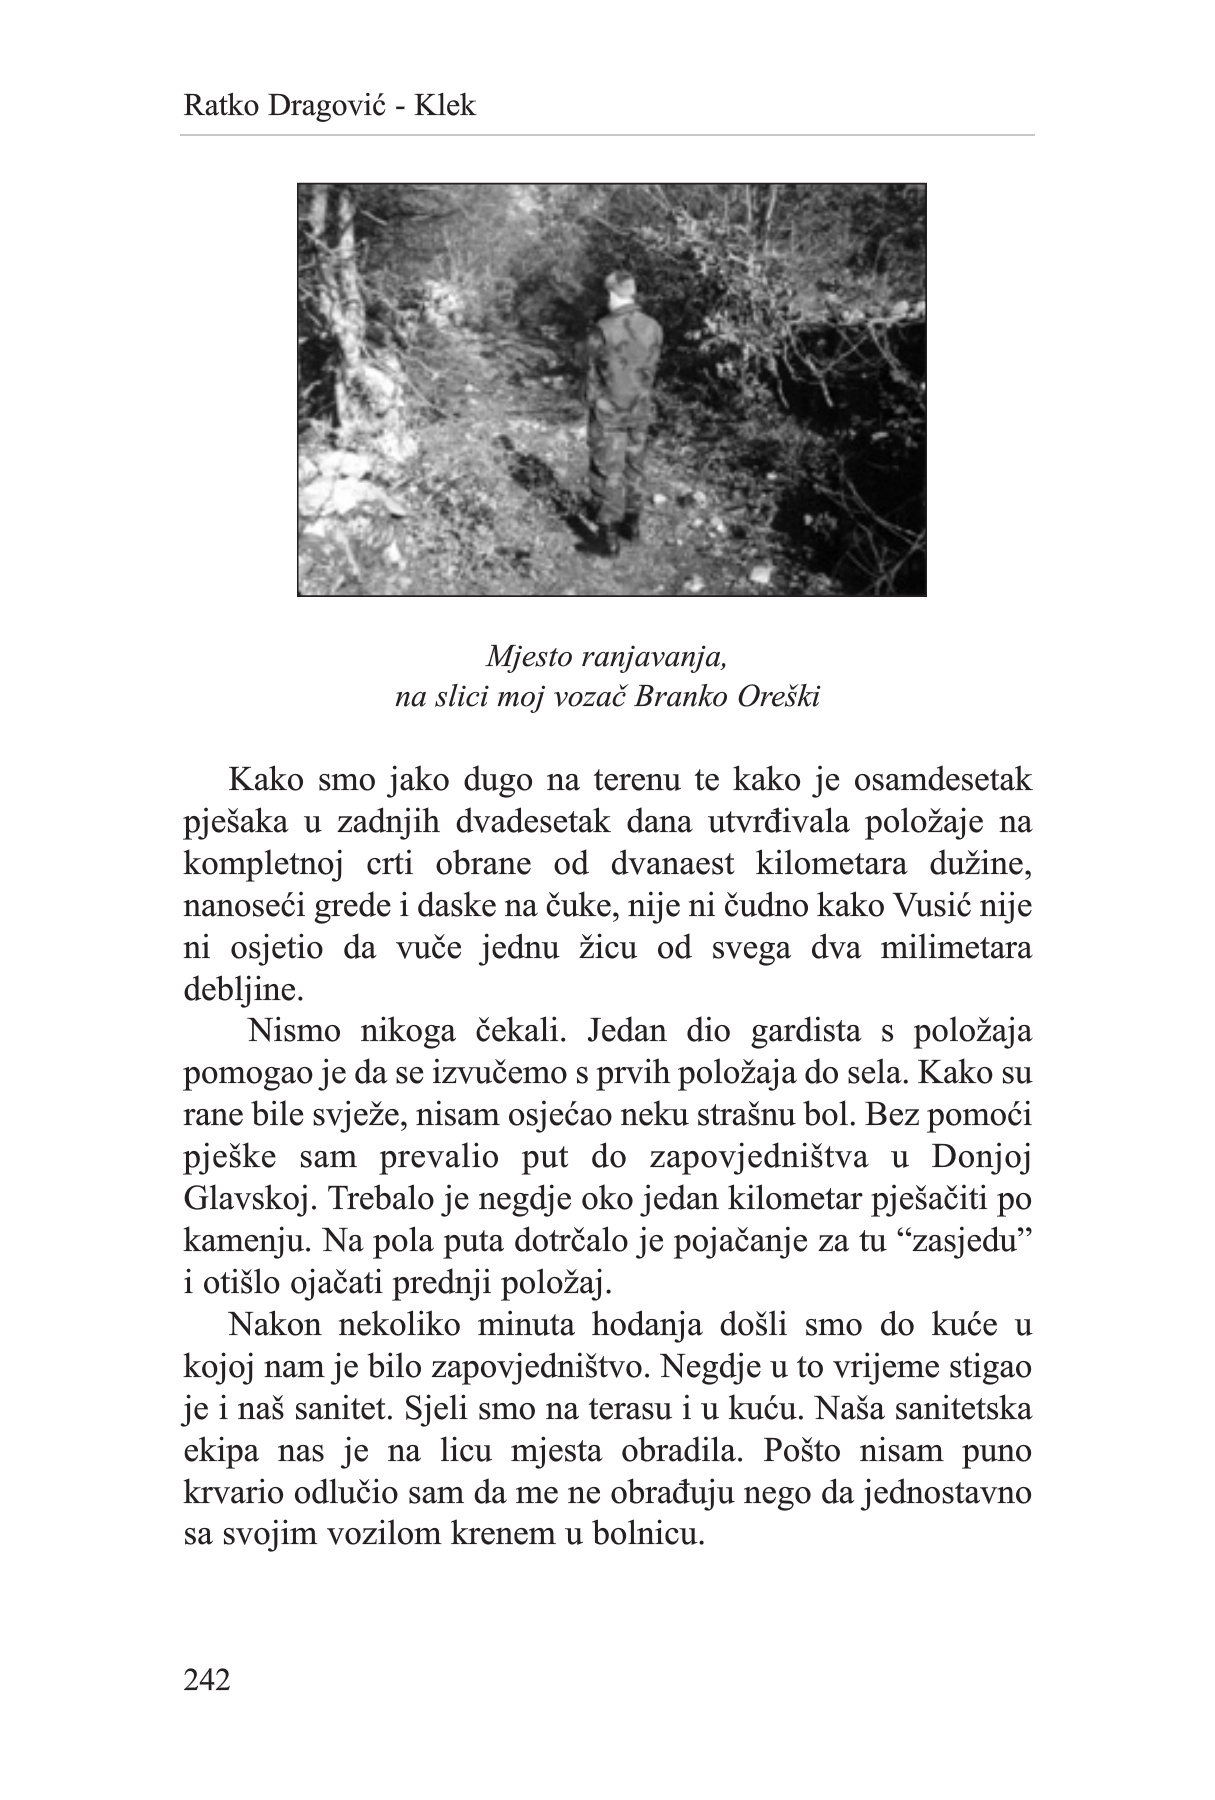 Ratko Dragović - Klek
Mjesto ranjavanja,
na slici moj vozač Branko Oreški
Kako smo jako dugo na terenu te kako je osamdesetak
pješaka u zadnjih dvadesetak dana utvrđivala položaje na
kompletnoj crti obrane od dvanaest kilometara dužine,
nanoseći grede i daske na čuke, nije ni čudno kako Vusić nije
ni osjetio da vuče jednu žicu od svega dva milimetara
debljine.
Nismo nikoga čekali. Jedan dio gardista s položaja
pomogao je da se izvučemo s prvih položaja do sela. Kako su
rane bile svježe, nisam osjećao neku strašnu bol. Bez pomoći
pješke sam prevalio put do zapovjedništva u Donjoj
Glavskoj. Trebalo je negdje oko jedan kilometar pješačiti po
kamenju. Na pola puta dotrčalo je pojačanje za tu “zasjedu”
i otišlo ojačati prednji položaj.
Nakon nekoliko minuta hodanja došli smo do kuće u
kojoj nam je bilo zapovjedništvo. Negdje u to vrijeme stigao
je i naš sanitet. Sjeli smo na terasu i u kuću. Naša sanitetska
ekipa nas je na licu mjesta obradila. Pošto nisam puno
krvario odlučio sam da me ne obrađuju nego da jednostavno
sa svojim vozilom krenem u bolnicu.
242